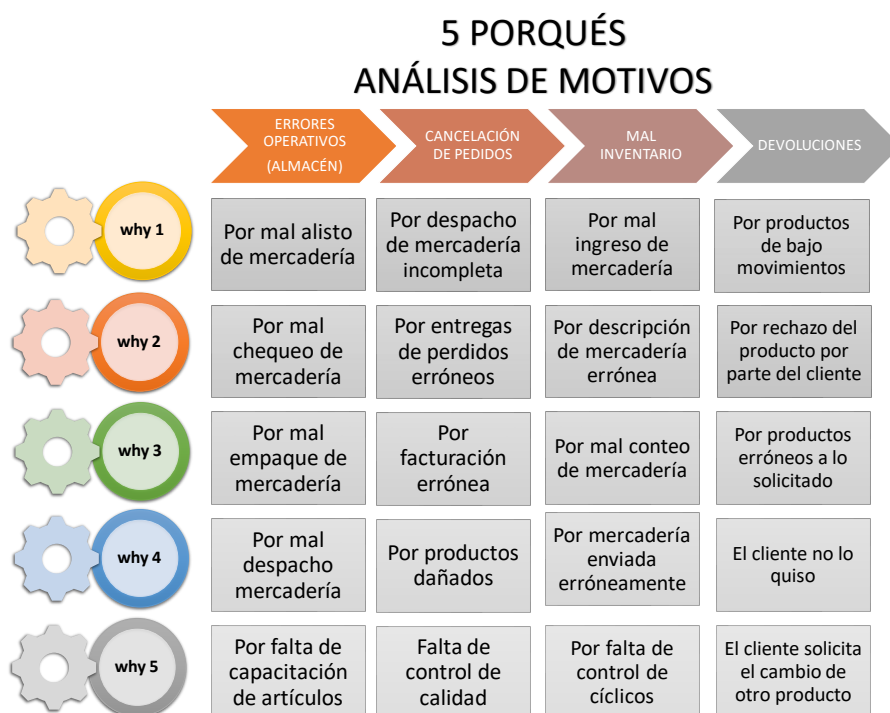 5 PORQUÉS
ANÁLISIS DE MOTIVOS
ERRORES
OPERATIVOS
(ALMACÉN)
CANCELACIÓN
DE PEDIDOS
MAL
INVENTARIO
DEVOLUCIONES
why 1
Por mal alisto
de mercadería
Por despacho
de mercadería
incompleta
Por mal
ingreso de
mercadería
Por productos
de bajo
movimientos
why 2
Por mal
chequeo de
mercadería
Por entregas
de perdidos
erróneos
Por descripción
de mercadería
errónea
Por rechazo del
producto por
parte del cliente
why 3
Por mal
empaque de
mercadería
Por
facturación
errónea
Por mal conteo
de mercadería
Por productos
erróneos a lo
solicitado
why 4
Por mal
despacho
mercadería
Por productos
dañados
Por mercadería
enviada
erróneamente
El cliente no lo
quiso
why 5
Por falta de
capacitación
de artículos
Falta de
control de
calidad
Por falta de
control de
cíclicos
El cliente solicita
el cambio de
otro producto